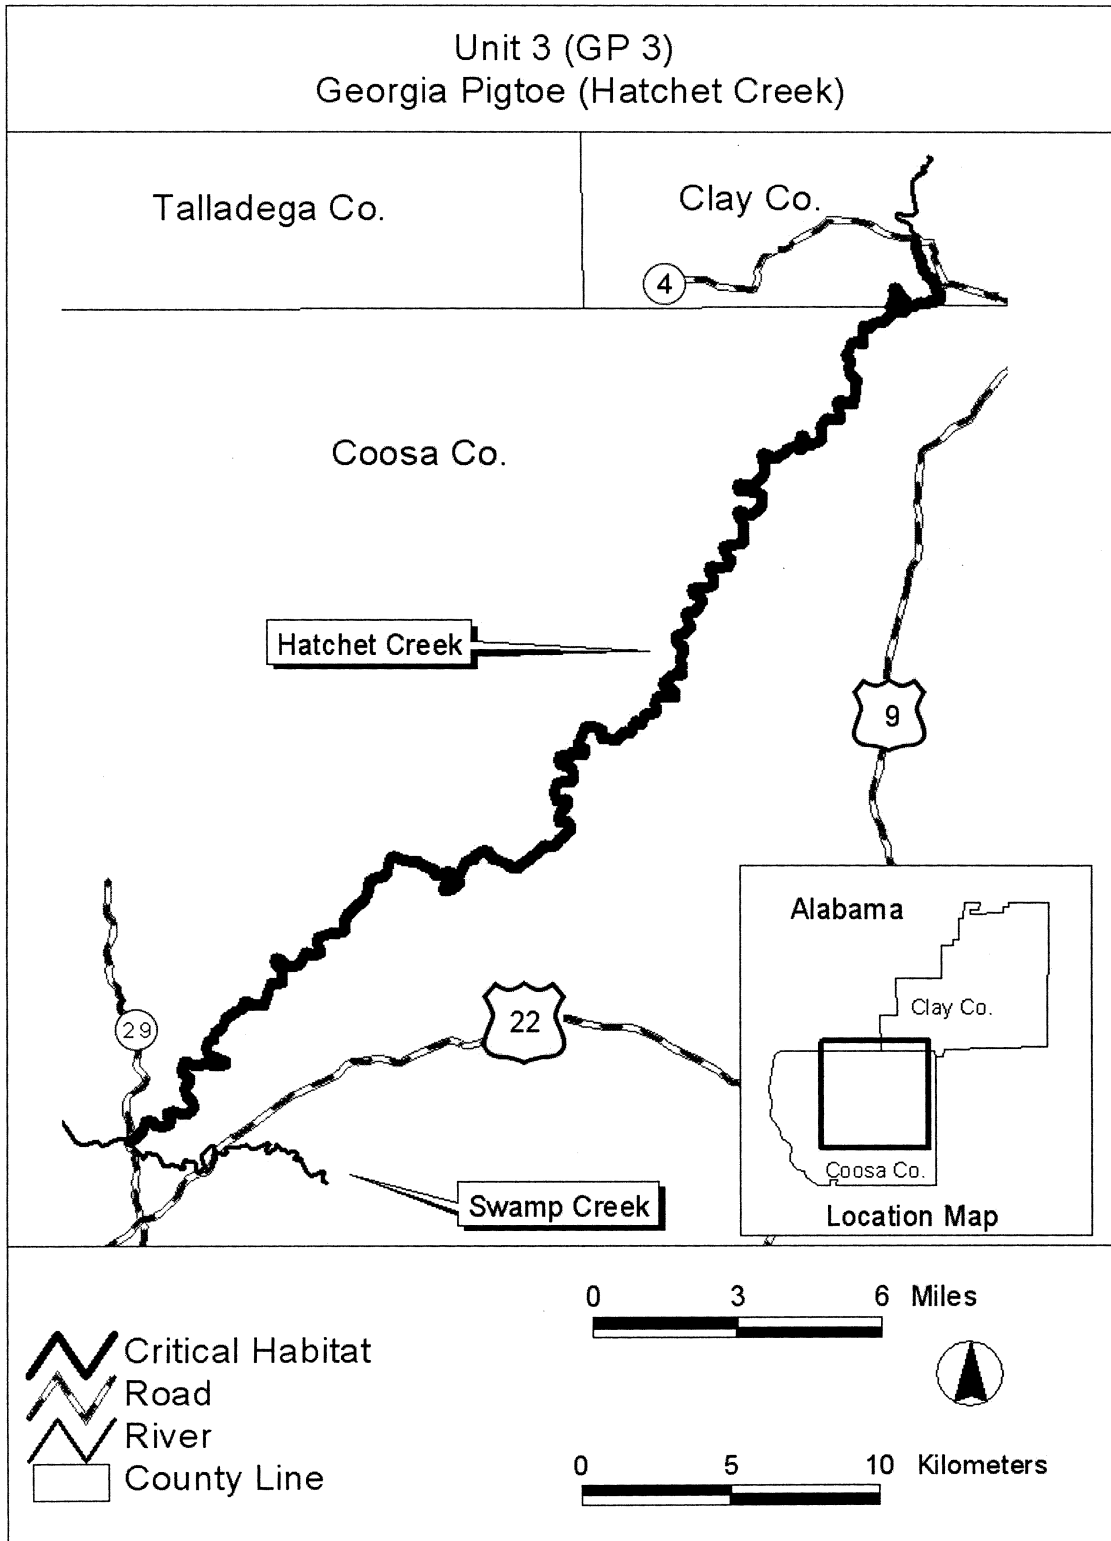 Unit 3 (GP 3)
Georgia Pigtoe (Hatchet Creek)
Talladega Co.
Clay Co.
4
Coosa Co.
Hatchet Creek
9
Alabama
Clay Co.
22
29
Coosa Co.
Swamp Creek
Location Map
0 3 6 Miles
Critical Habitat
Road
River
County Line
0 5 10 Kilometers